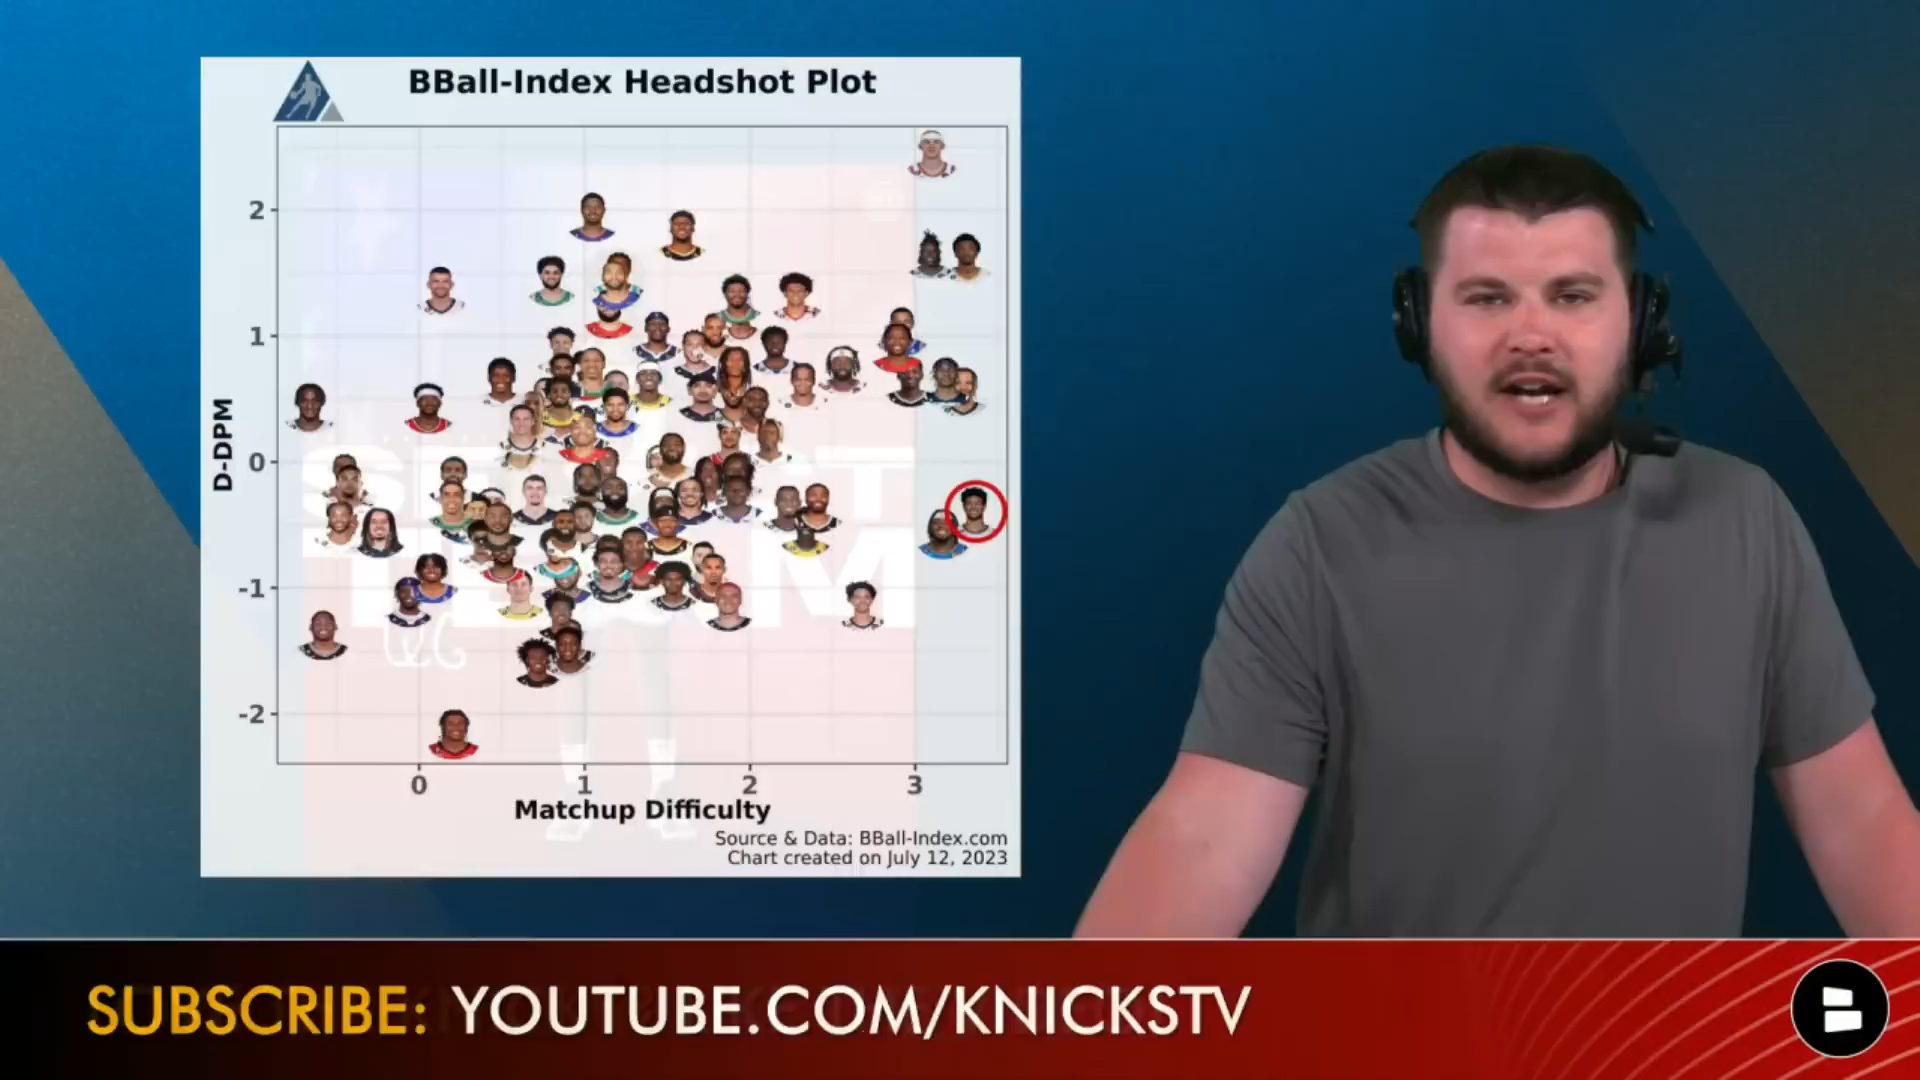 BBall-Index Headshot Plot
2
1
0
-1
-2
D-DPM
0 1 2 3
Matchup Difficulty
Source & Data: BBall-Index.com
Chart created on July 12, 2023
SUBSCRIBE: YOUTUBE.COM/KNICKSTV